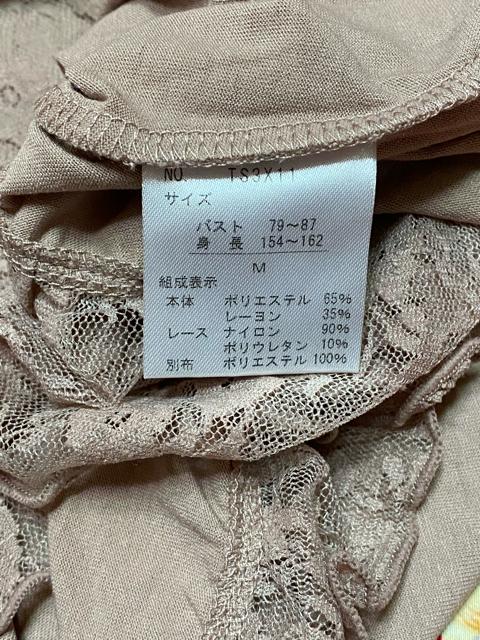 NO TS3X11
サイズ
バスト 79～87
身長 154～162
M
組成表示
本体 ポリエステル 65%
レーヨン 35%
レース ナイロン 90%
ポリウレタン 10%
別布 ポリエステル 100%